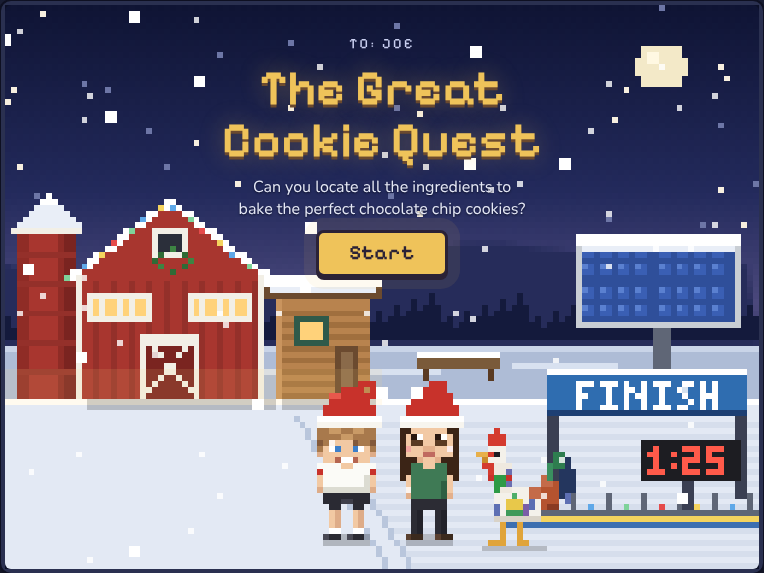 TO: JOE
The Great
Cookie Quest
Can you locate all the ingredients to
bake the perfect chocolate chip cookies?
Start
FINISH
1:25